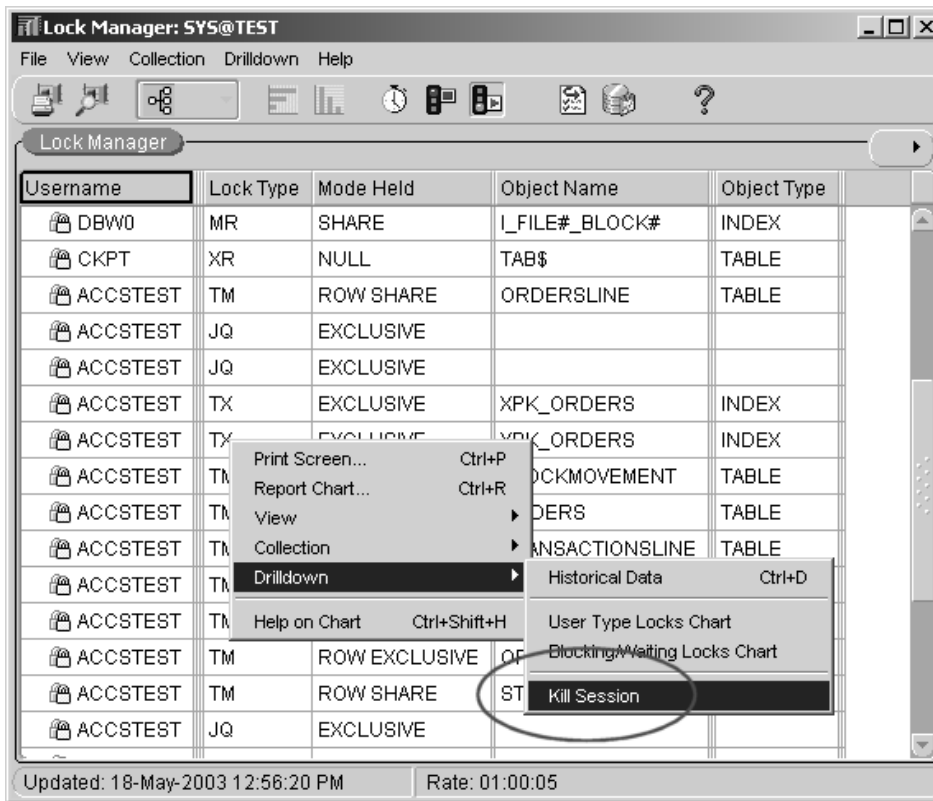 Lock Manager: SYS@TEST
File View Collection Drilldown Help
Lock Manager
Username Lock Type Mode Held Object Name Object Type
DBW0 MR SHARE I_FILE#_BLOCK# INDEX
CKPT XR NULL TAB$ TABLE
ACCSTEST TM ROW SHARE ORDERSLINE TABLE
ACCSTEST JQ EXCLUSIVE
ACCSTEST JQ EXCLUSIVE
ACCSTEST TX EXCLUSIVE XPK_ORDERS INDEX
ACCSTEST TX EXCLUSIVE XPK_ORDERS INDEX
ACCSTEST TABLE
ACCSTEST TABLE
ACCSTEST TABLE
ACCSTEST
ACCSTEST
ACCSTEST TM ROW EXCLUSIVE
ACCSTEST TM ROW SHARE ST
ACCSTEST JQ EXCLUSIVE
Print Screen... Ctrl+P
Report Chart... Ctrl+R
View
Collection
Drilldown
Help on Chart Ctrl+Shift+H
Historical Data Ctrl+D
User Type Locks Chart
Blocking/Waiting Locks Chart
Kill Session
Updated: 18-May-2003 12:56:20 PM Rate: 01:00:05